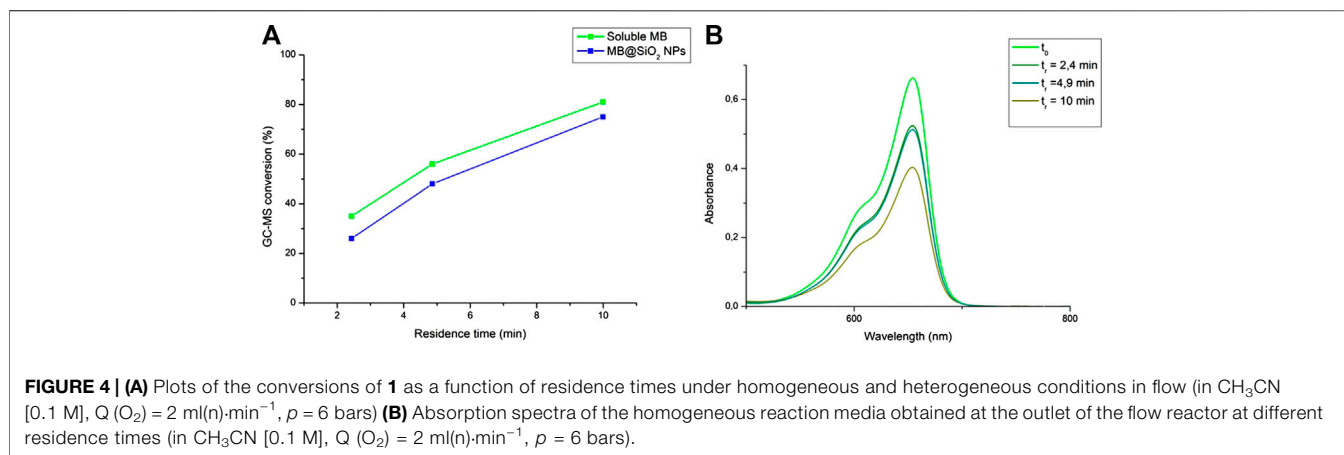 A
Soluble MB
MB@SiO₂ NPs
100
80
60
40
20
0
2
4
6
8
10
GC-MS conversion (%)
Residence time (min)
B
t₀
tᵣ = 2,4 min
tᵣ =4,9 min
tᵣ = 10 min
0,6
0,4
0,2
0,0
600
800
Absorbance
Wavelength (nm)
FIGURE 4 | (A) Plots of the conversions of 1 as a function of residence times under homogeneous and heterogeneous conditions in flow (in CH₃CN
[0.1 M], Q (O₂) = 2 ml(n)·min⁻¹, p = 6 bars) (B) Absorption spectra of the homogeneous reaction media obtained at the outlet of the flow reactor at different
residence times (in CH₃CN [0.1 M], Q (O₂) = 2 ml(n)·min⁻¹, p = 6 bars).